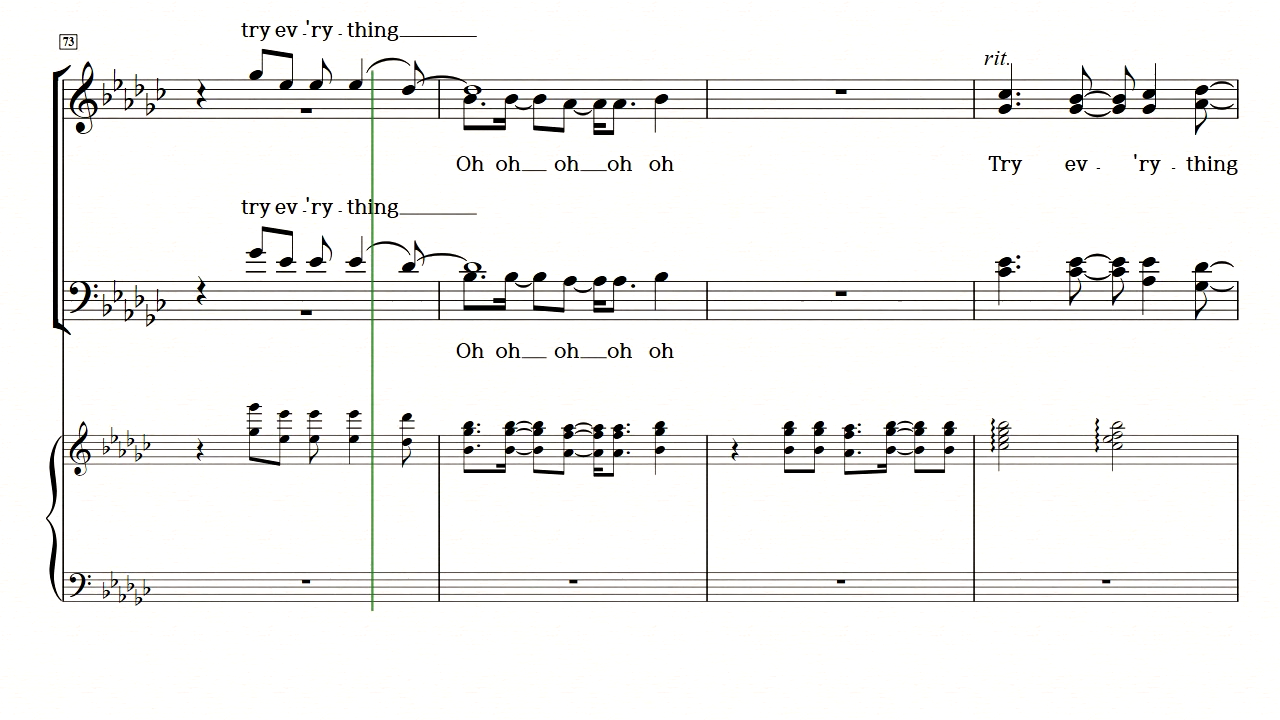 try ev - 'ry - thing
73
rit.
Oh oh oh oh oh Try ev - 'ry - thing
try ev - 'ry - thing
Oh oh oh oh oh